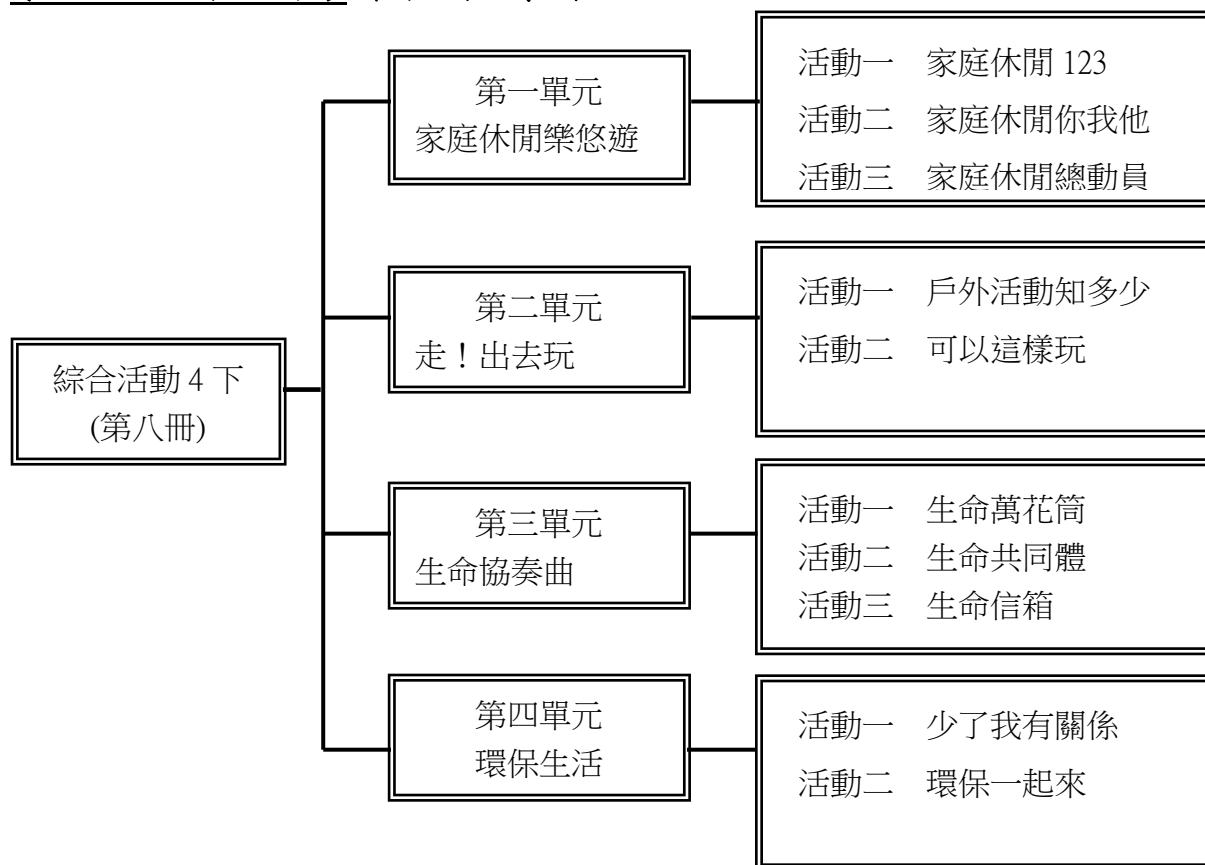 綜合活動 4 下
(第八冊)
第一單元
家庭休閒樂悠遊
活動一 家庭休閒 123
活動二 家庭休閒你我他
活動三 家庭休閒總動員
第二單元
走！出去玩
活動一 戶外活動知多少
活動二 可以這樣玩
第三單元
生命協奏曲
活動一 生命萬花筒
活動二 生命共同體
活動三 生命信箱
第四單元
環保生活
活動一 少了我有關係
活動二 環保一起來